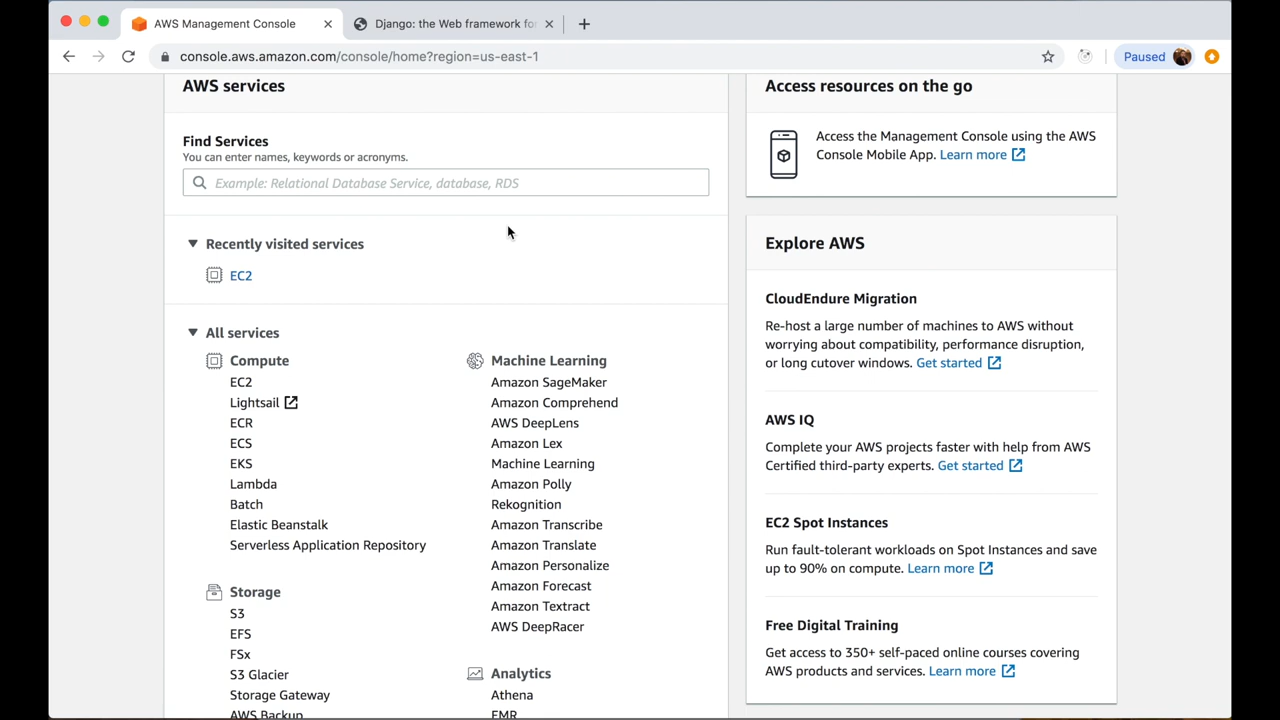 AWS Management Console
Django: the Web framework for
console.aws.amazon.com/console/home?region=us-east-1
Paused
AWS services
Find Services
You can enter names, keywords or acronyms.
Example: Relational Database Service, database, RDS
Recently visited services
EC2
All services
Compute
EC2
Lightsail
ECR
ECS
EKS
Lambda
Batch
Elastic Beanstalk
Serverless Application Repository
Storage
S3
EFS
FSx
S3 Glacier
Storage Gateway
AWS Backup
Machine Learning
Amazon SageMaker
Amazon Comprehend
AWS DeepLens
Amazon Lex
Machine Learning
Amazon Polly
Rekognition
Amazon Transcribe
Amazon Translate
Amazon Personalize
Amazon Forecast
Amazon Textract
AWS DeepRacer
Analytics
Athena
EMR
Access resources on the go
Access the Management Console using the AWS
Console Mobile App. Learn more
Explore AWS
CloudEndure Migration
Re-host a large number of machines to AWS without
worrying about compatibility, performance disruption,
or long cutover windows. Get started
AWS IQ
Complete your AWS projects faster with help from AWS
Certified third-party experts. Get started
EC2 Spot Instances
Run fault-tolerant workloads on Spot Instances and save
up to 90% on compute. Learn more
Free Digital Training
Get access to 350+ self-paced online courses covering
AWS products and services. Learn more